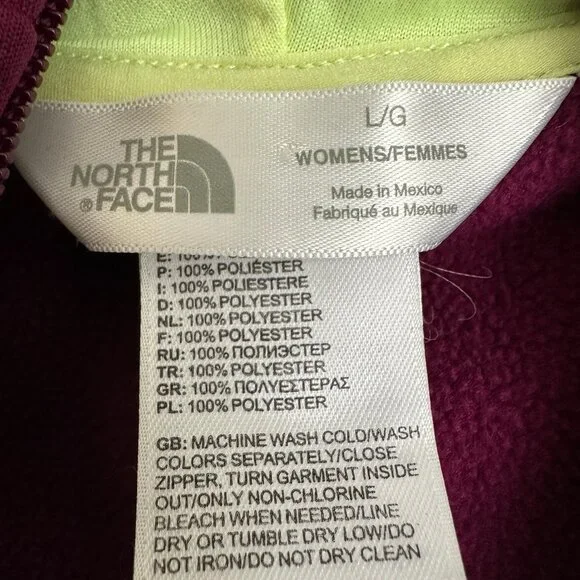 THE
NORTH
FACE®
L/G
WOMENS/FEMMES
Made in Mexico
Fabriqué au Mexique
E: 100% POLIÉSTER
P: 100% POLIÉSTER
I: 100% POLIESTERE
D: 100% POLYESTER
NL: 100% POLYESTER
F: 100% POLYESTER
RU: 100% ПОЛИЭСТЕР
TR: 100% POLYESTER
GR: 100% ΠΟΛΥΕΣΤΕΡΑΣ
PL: 100% POLYESTER
GB: MACHINE WASH COLD/WASH
COLORS SEPARATELY/CLOSE
ZIPPER, TURN GARMENT INSIDE
OUT/ONLY NON-CHLORINE
BLEACH WHEN NEEDED/LINE
DRY OR TUMBLE DRY LOW/DO
NOT IRON/DO NOT DRY CLEAN